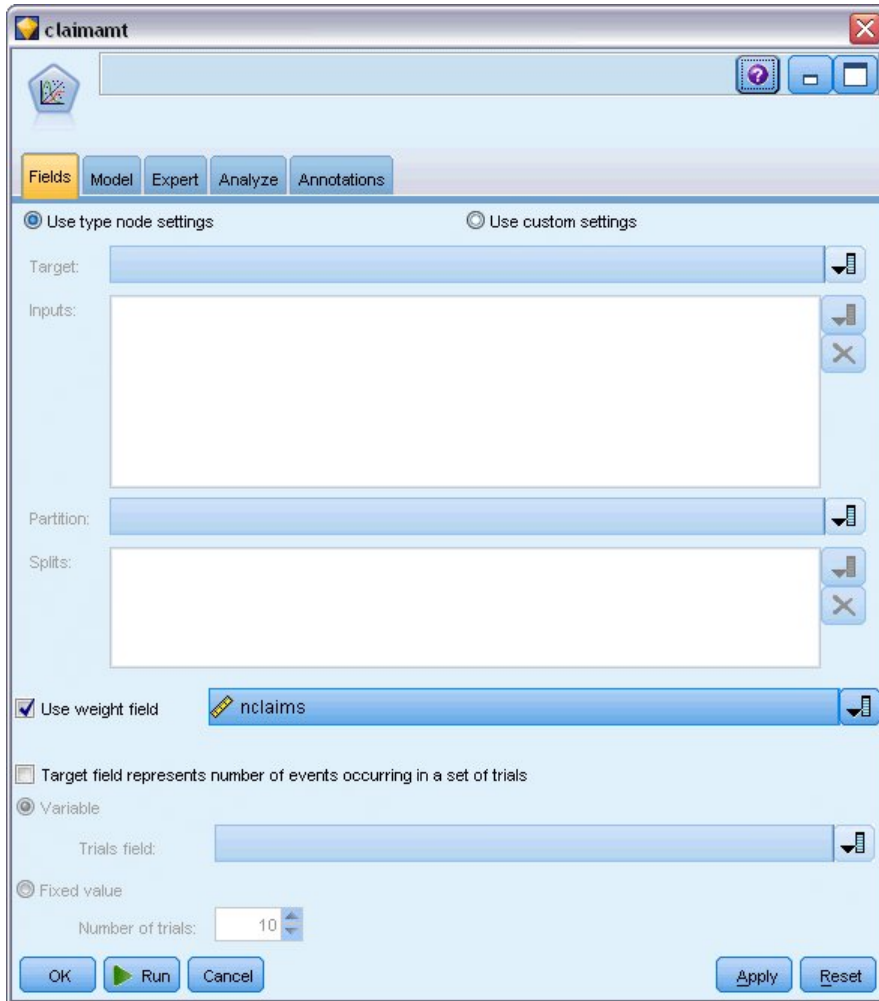 claimamt
Fields Model Expert Analyze Annotations
Use type node settings Use custom settings
Target:
Inputs:
Partition:
Splits:
Use weight field nclaims
Target field represents number of events occurring in a set of trials
Variable
Trials field:
Fixed value
Number of trials: 10
OK Run Cancel Apply Reset